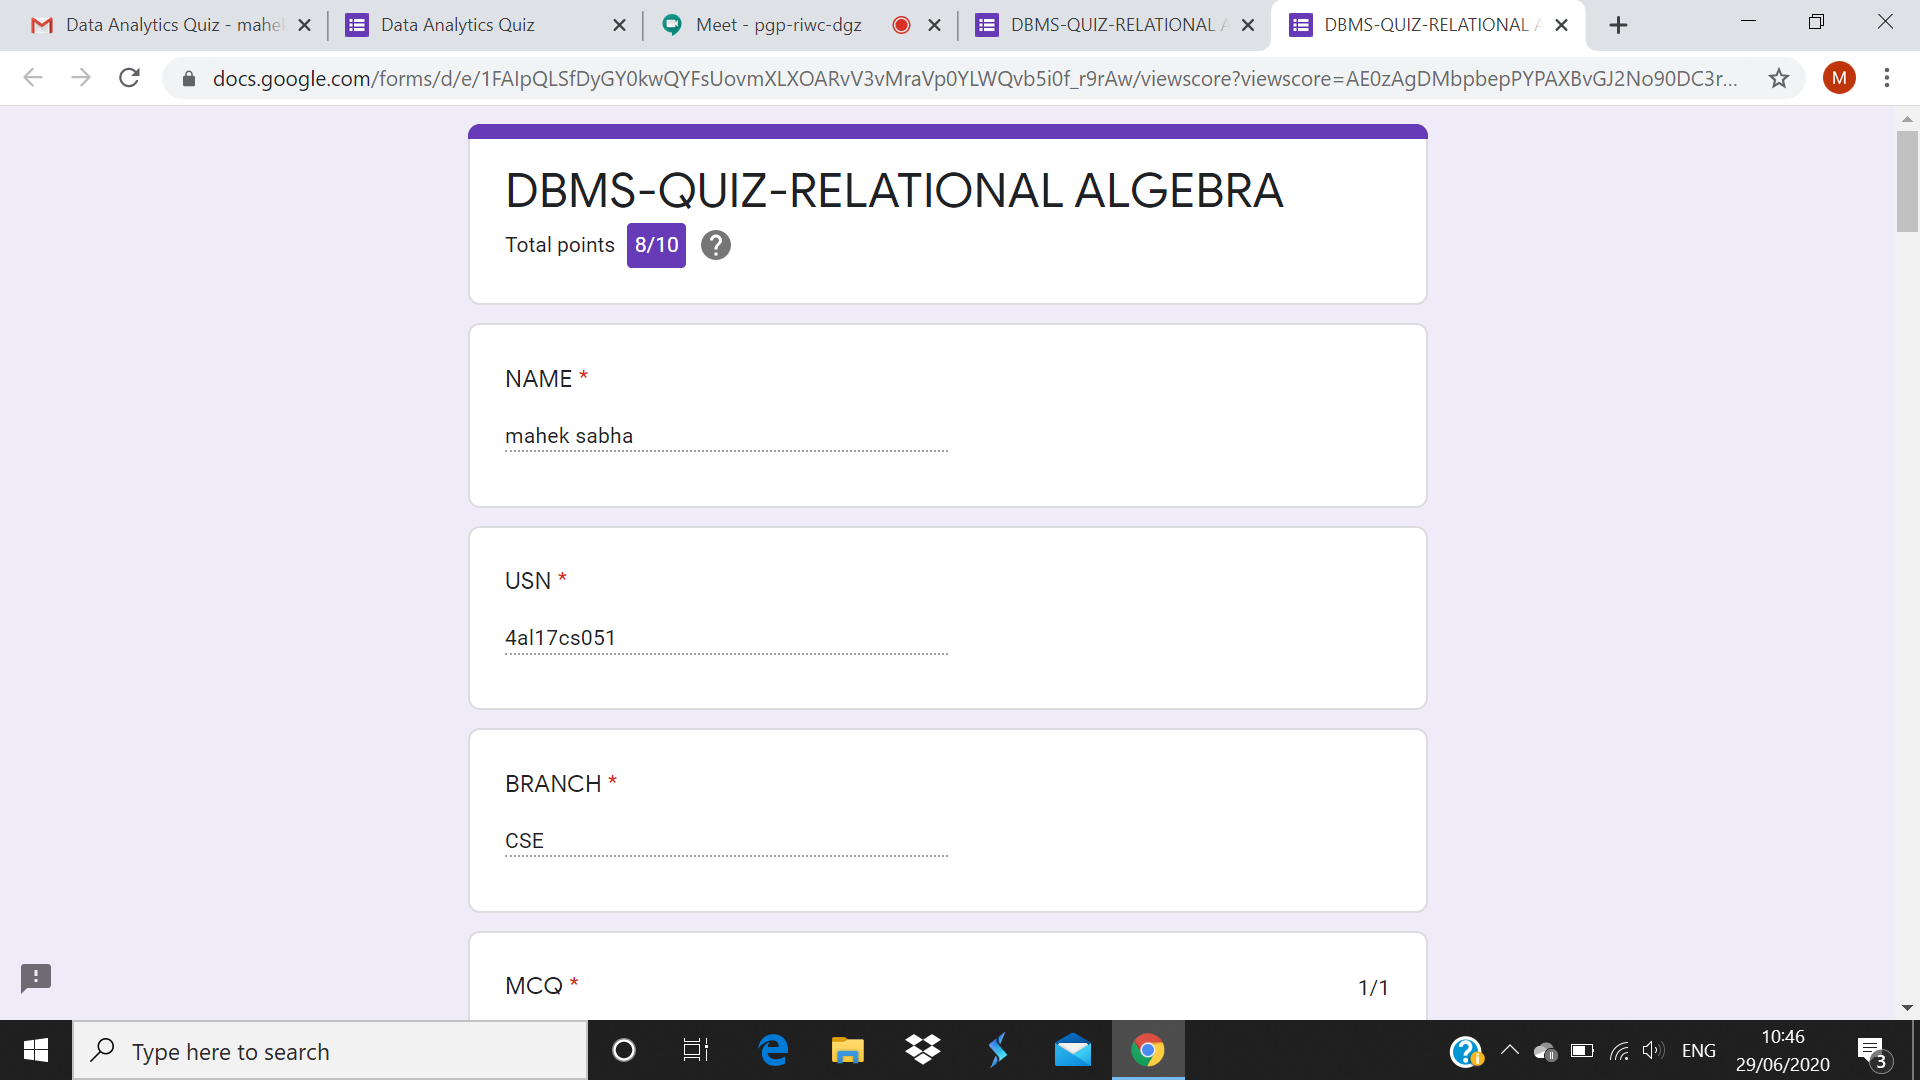 Data Analytics Quiz - mahe
Data Analytics Quiz
Meet - pgp-riwc-dgz
DBMS-QUIZ-RELATIONAL A
DBMS-QUIZ-RELATIONAL A
docs.google.com/forms/d/e/1FAIpQLSfDyGY0kwQYFsUovmXLXOARvV3vMraVp0YLWQvb5i0f_r9rAw/viewscore?viewscore=AE0zAgDMbpbepPYPAXBvGJ2No90DC3r...
M
DBMS-QUIZ-RELATIONAL ALGEBRA
Total points 8/10 ?
NAME *
mahek sabha
USN *
4al17cs051
BRANCH *
CSE
MCQ *
1/1
Type here to search
ENG
10:46
29/06/2020
3